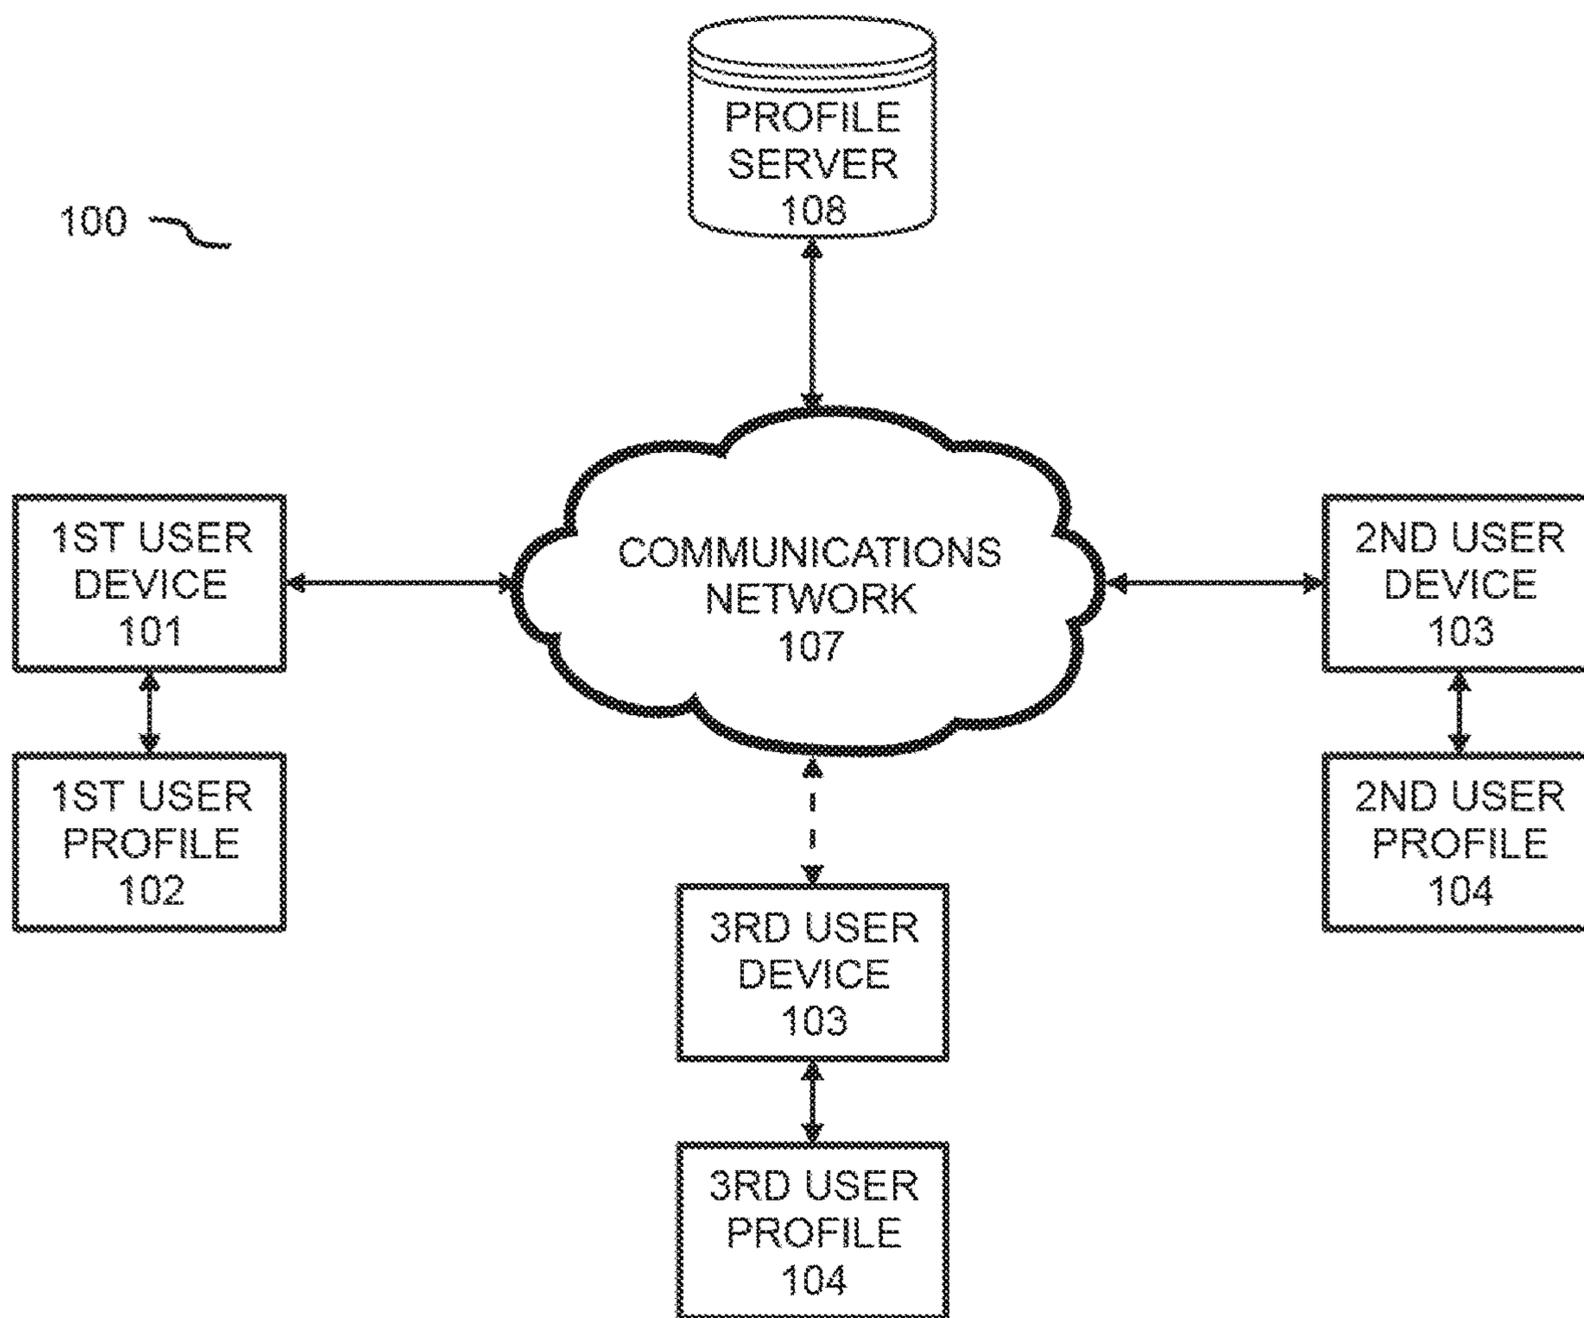 PROFILE
SERVER
108
100
1ST USER
DEVICE
101
COMMUNICATIONS
NETWORK
107
2ND USER
DEVICE
103
1ST USER
PROFILE
102
2ND USER
PROFILE
104
3RD USER
DEVICE
103
3RD USER
PROFILE
104